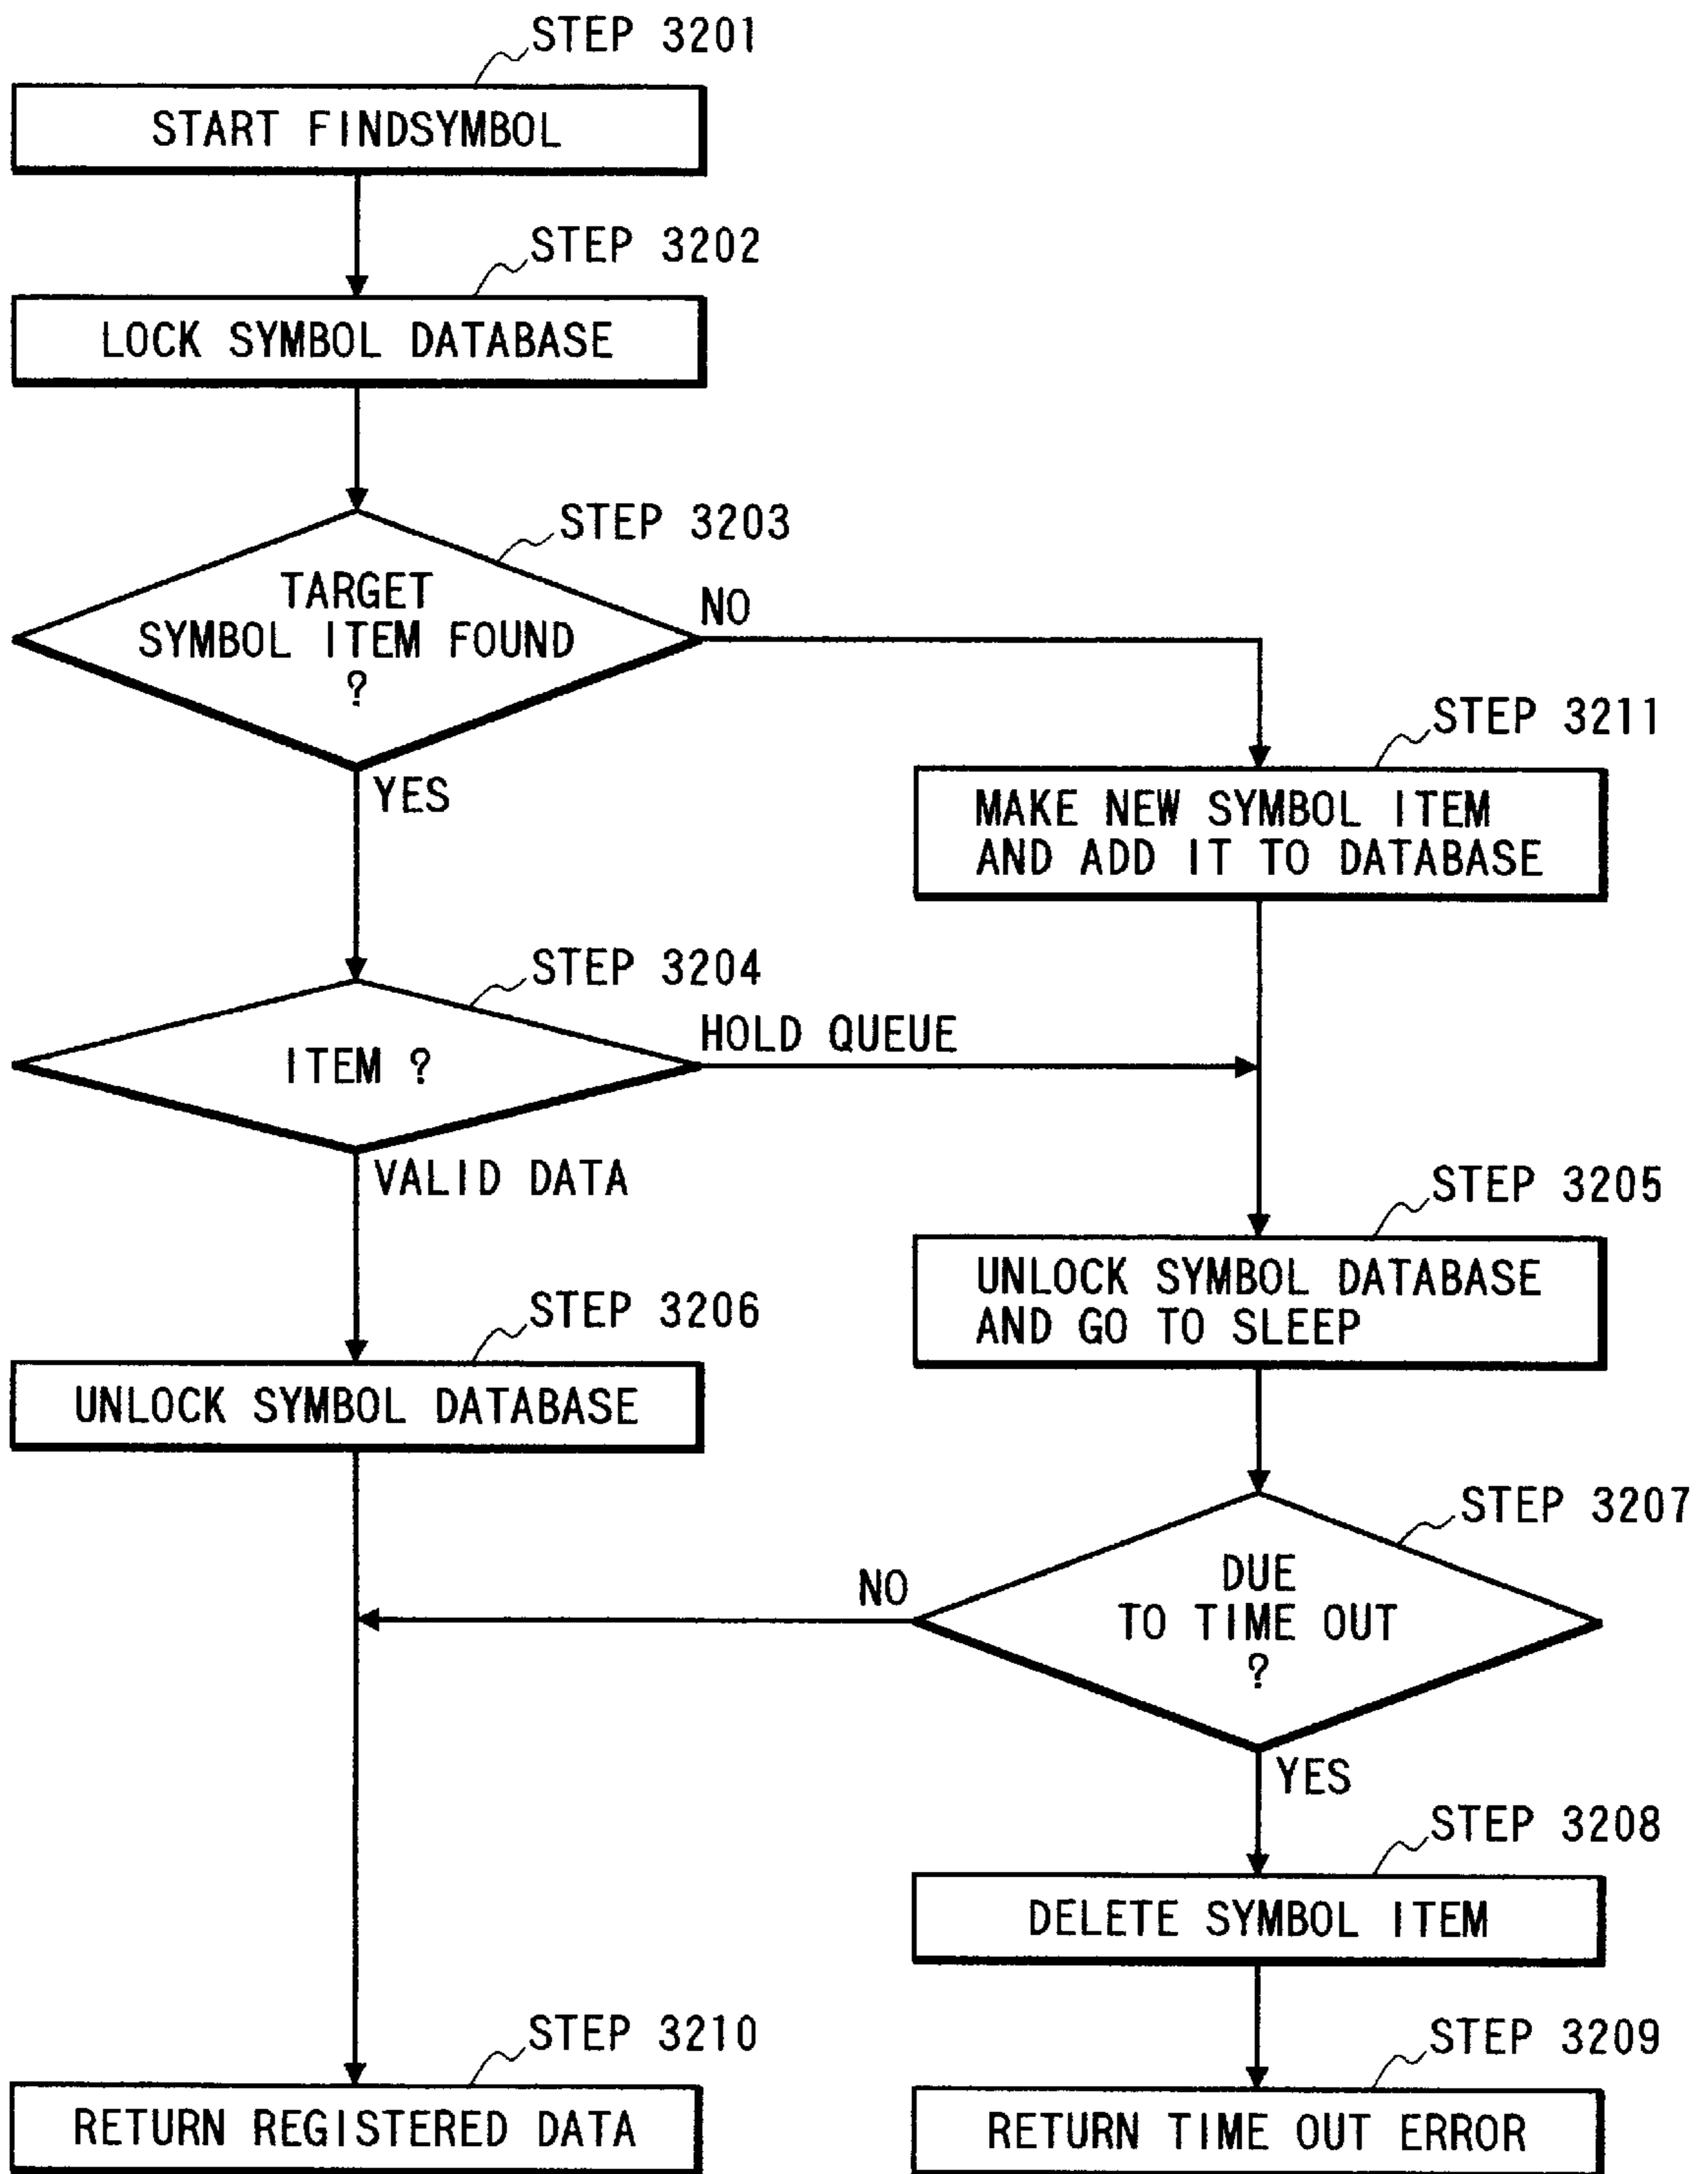 STEP 3201
START FINDSYMBOL
STEP 3202
LOCK SYMBOL DATABASE
STEP 3203
TARGET
SYMBOL ITEM FOUND
?
NO
YES
STEP 3211
MAKE NEW SYMBOL ITEM
AND ADD IT TO DATABASE
STEP 3204
ITEM ?
HOLD QUEUE
VALID DATA
STEP 3205
UNLOCK SYMBOL DATABASE
AND GO TO SLEEP
STEP 3206
UNLOCK SYMBOL DATABASE
STEP 3207
DUE
TO TIME OUT
?
NO
YES
STEP 3208
DELETE SYMBOL ITEM
STEP 3210
RETURN REGISTERED DATA
STEP 3209
RETURN TIME OUT ERROR